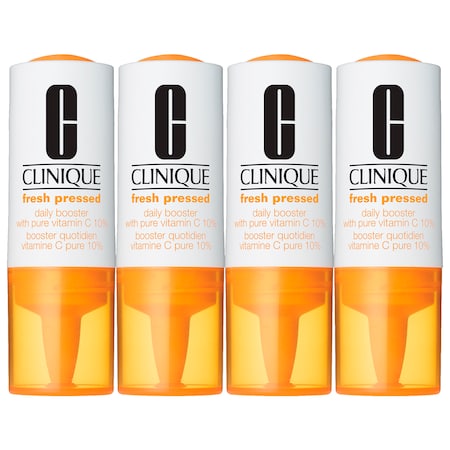 C
CLINIQUE
fresh pressed
daily booster
with pure vitamin C 10%
booster quotidien
vitamine C pure 10%
C
CLINIQUE
fresh pressed
daily booster
with pure vitamin C 10%
booster quotidien
vitamine C pure 10%
C
CLINIQUE
fresh pressed
daily booster
with pure vitamin C 10%
booster quotidien
vitamine C pure 10%
C
CLINIQUE
fresh pressed
daily booster
with pure vitamin C 10%
booster quotidien
vitamine C pure 10%